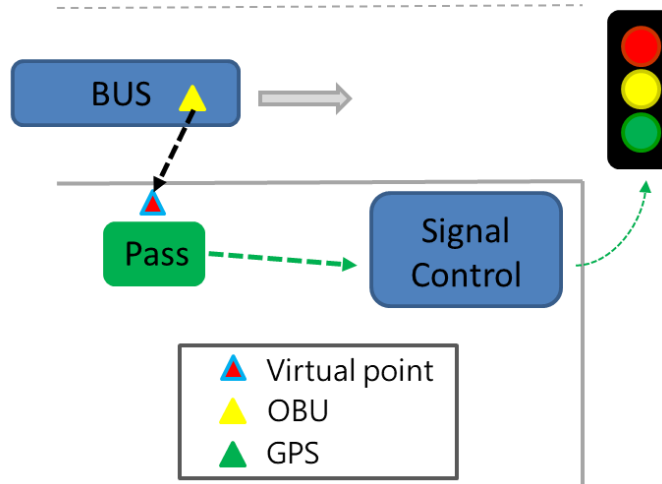 BUS
Pass
Signal
Control
Virtual point
OBU
GPS